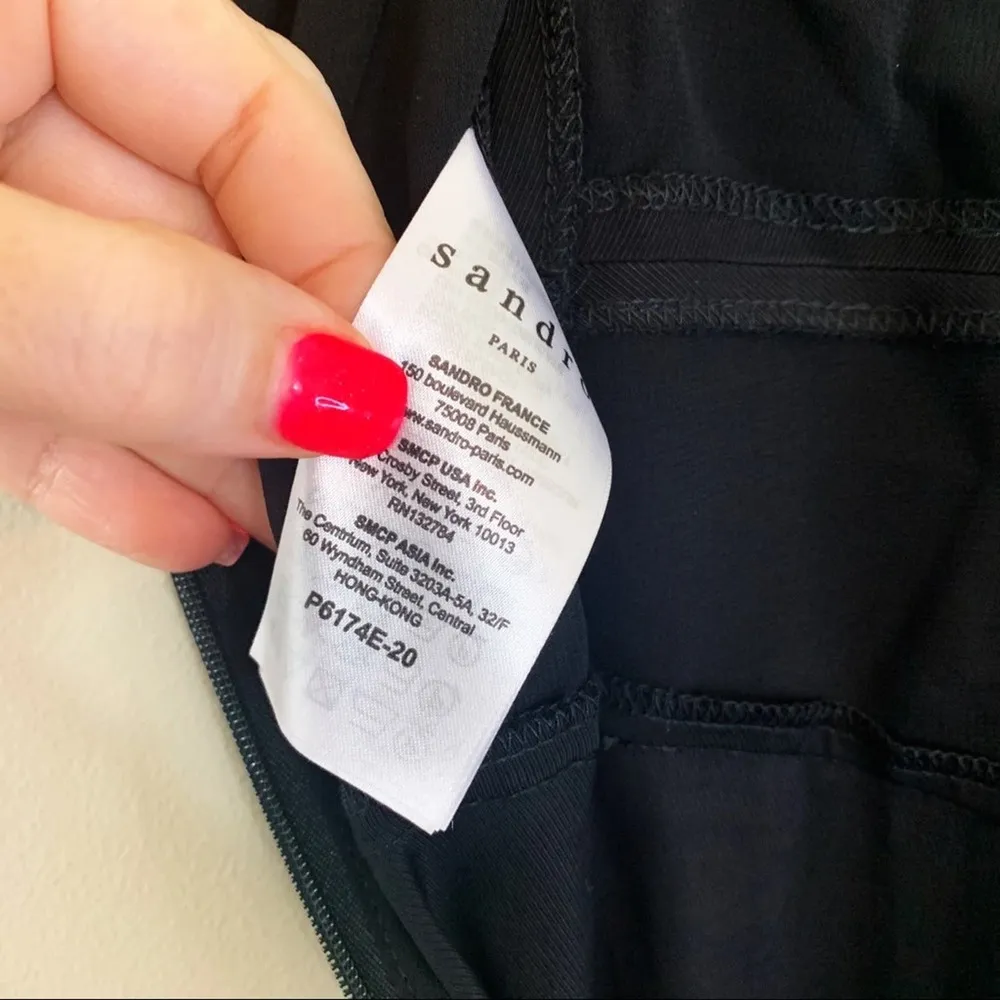 sandro
PARIS
SANDRO FRANCE
150 boulevard Haussmann
75008 Paris
www.sandro-paris.com
SMCP USA Inc.
Crosby Street, 3rd Floor
New York, New York 10013
RN132784
SMCP ASIA Inc.
The Centrium, Suite 3203A-5A, 32/F
60 Wyndham Street, Central
HONG-KONG
P6174E-20